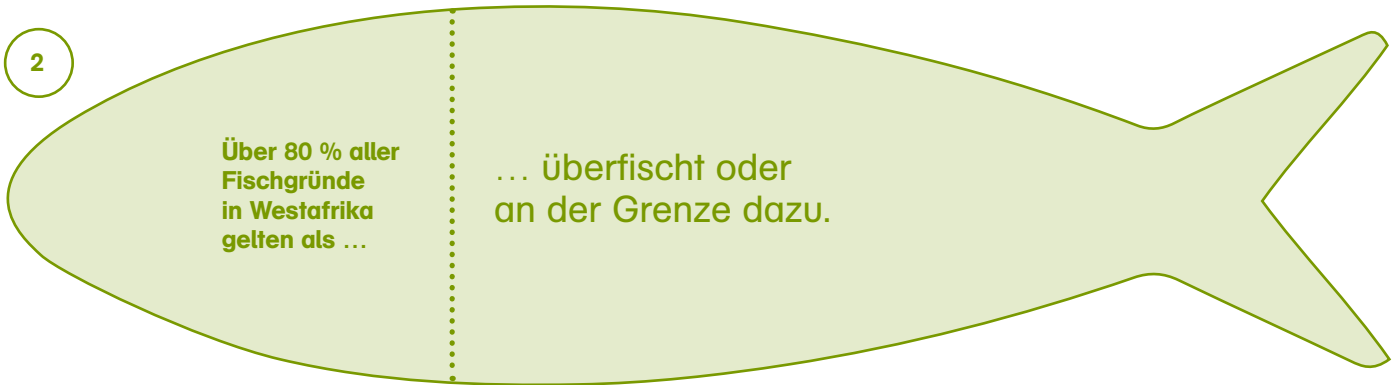 2
Über 80 % aller
Fischgründe
in Westafrika
gelten als …
… überfischt oder
an der Grenze dazu.